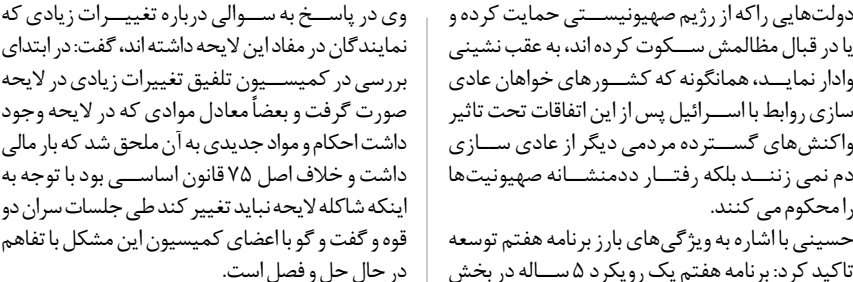 دولت‌هایی راکه از رژیم صهیونیستی حمایت کرده و
یا در قبال مظالمش سکوت کرده اند، به عقب نشینی
وادار نمایند، همانگونه که کشورهای خواهان عادی
سازی روابط با اسرائیل پس از این اتفاقات تحت تاثیر
واکنش‌های گسترده مردمی دیگر از عادی سازی
دم نمی زنند بلکه رفتار ددمنشانه صهیونیت‌ها
را محکوم می کنند.
حسینی با اشاره به ویژگی‌های بارز برنامه هفتم توسعه
تاکید کرد: برنامه هفتم یک رویکرد ۵ ساله در بخش
وی در پاسخ به سوالی درباره تغییرات زیادی که
نمایندگان در مفاد این لایحه داشته اند، گفت: در ابتدای
بررسی در کمیسیون تلفیق تغییرات زیادی در لایحه
صورت گرفت و بعضاً معادل موادی که در لایحه وجود
داشت احکام و مواد جدیدی به آن ملحق شد که بار مالی
داشت و خلاف اصل ۷۵ قانون اساسی بود با توجه به
اینکه شاکله لایحه نباید تغییر کند طی جلسات سران دو
قوه و گفت و گو با اعضای کمیسیون این مشکل با تفاهم
در حال حل و فصل است.